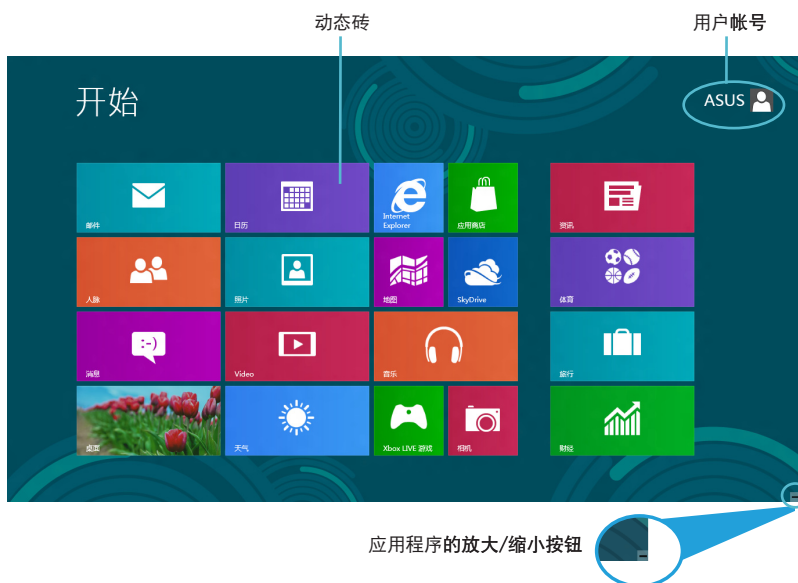 动态砖
用户帐号
开始
ASUS
邮件
日历
Internet
Explorer
应用商店
资讯
人脉
照片
地图
SkyDrive
体育
消息
Video
音乐
旅行
桌面
天气
Xbox LIVE 游戏
相机
财经
应用程序的放大/缩小按钮